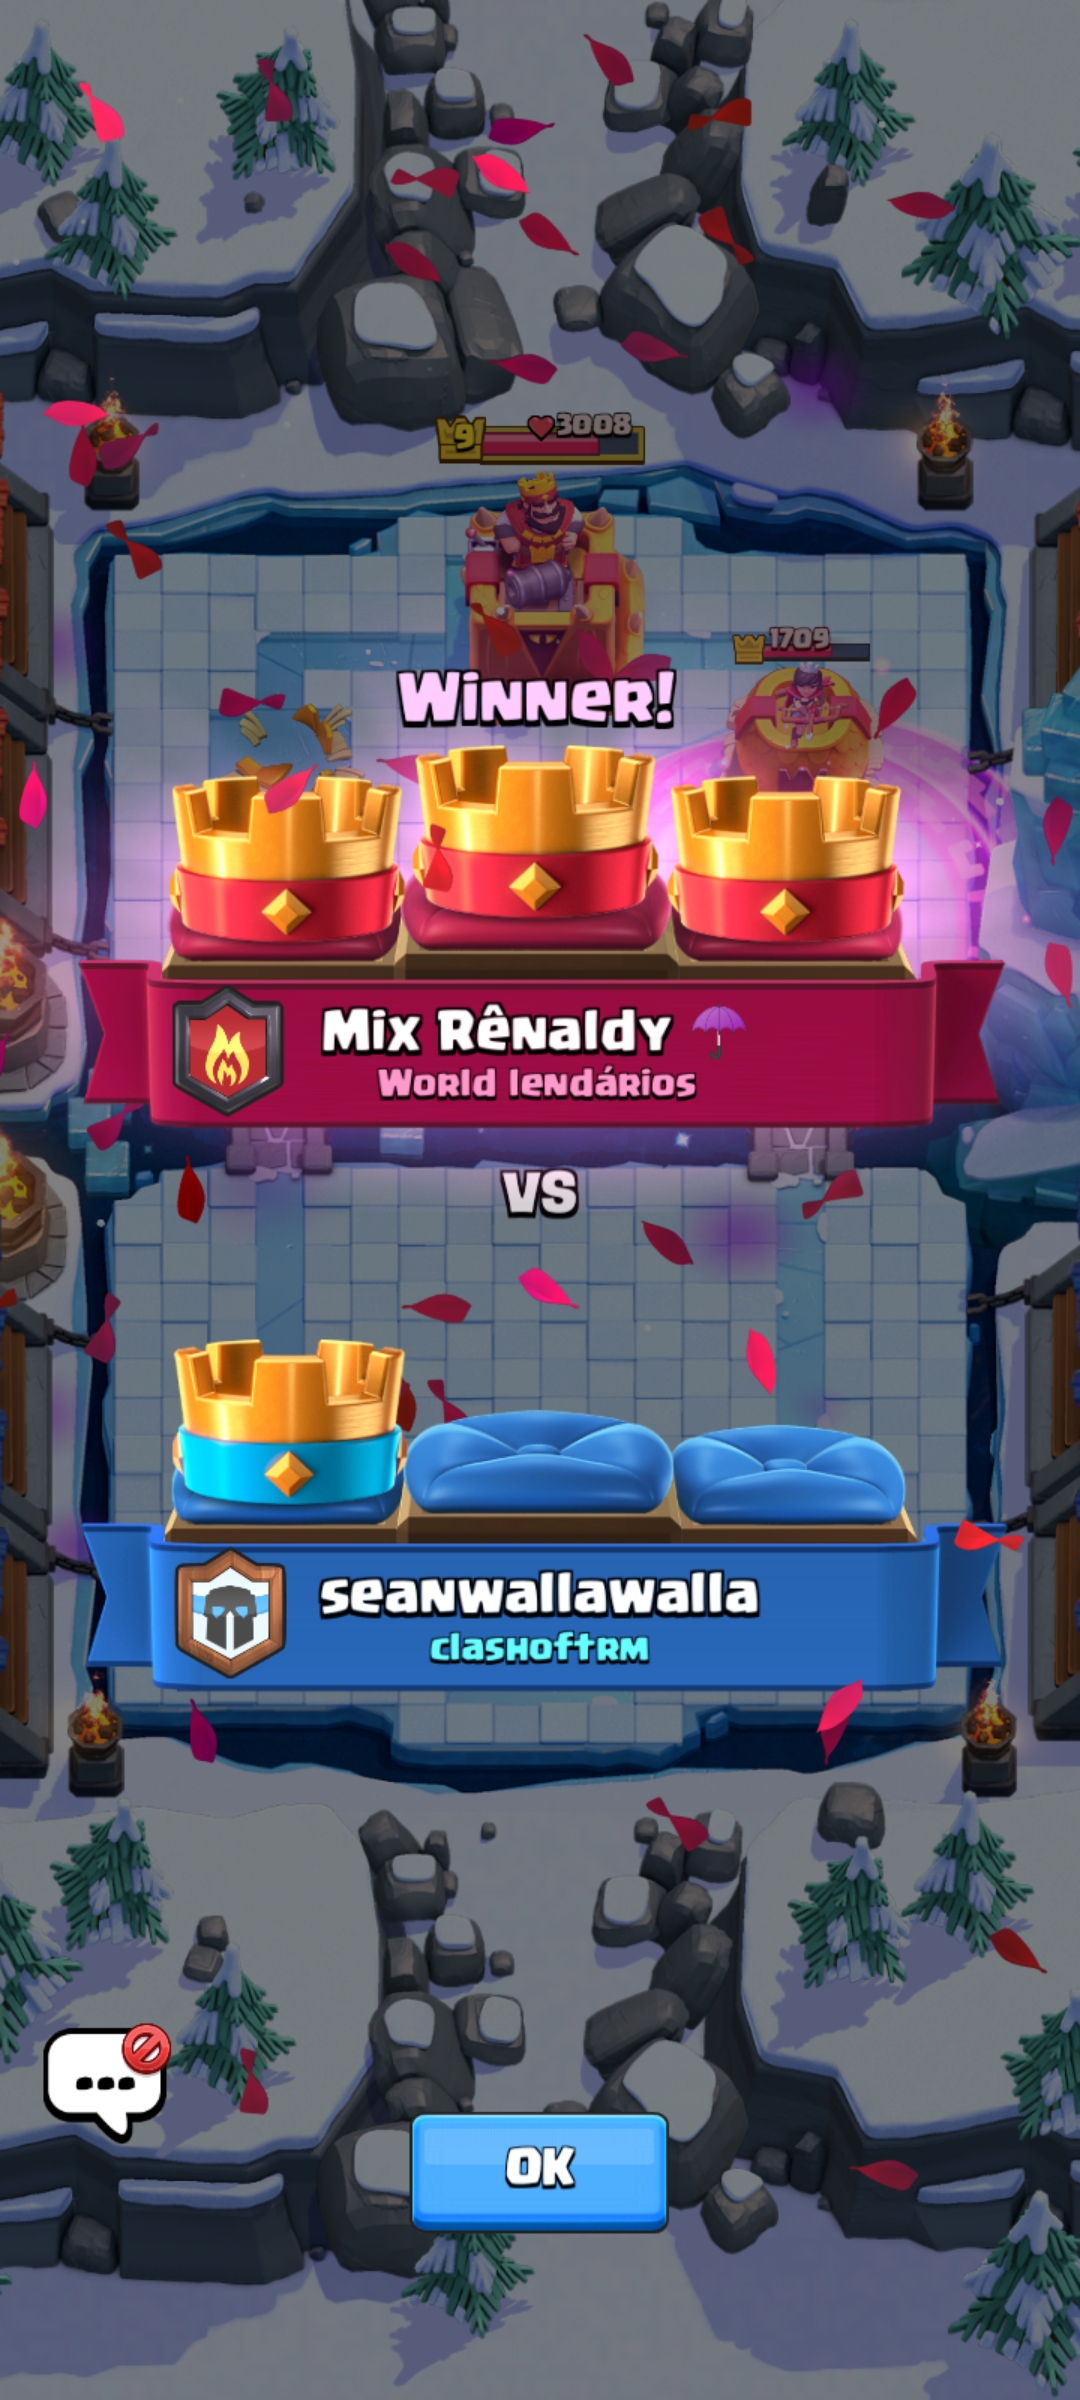 9
3008
1709
Winner!
Mix Rênaldy
World lendários
VS
seanwallawalla
clashoftRM
OK